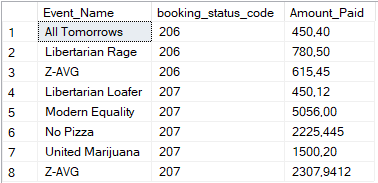 Event_Name booking_status_code Amount_Paid
1 All Tomorrows 206 450,40
2 Libertarian Rage 206 780,50
3 Z-AVG 206 615,45
4 Libertarian Loafer 207 450,12
5 Modern Equality 207 5056,00
6 No Pizza 207 2225,445
7 United Marijuana 207 1500,20
8 Z-AVG 207 2307,9412